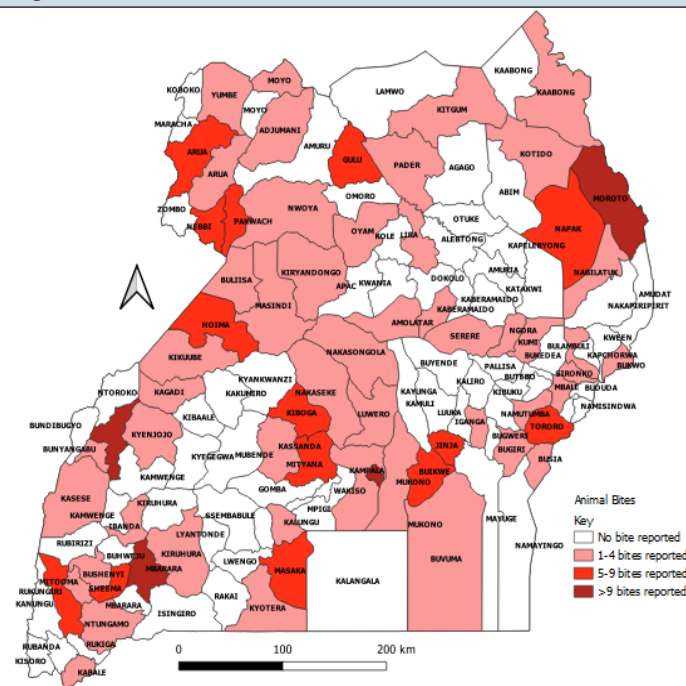 KAABONG
KAABONG
LAMWO
MOYO
KOBOKO
YUMBE
MOYO
KITGUM
MARACHA
ADJUMANI
AMURU
ARUA
GULU
PADER
AGAGO
KOTIDO
ARUA
ABIM
MOROTO
ZOMBO
NEBBI
PAKWACH
NWOYA
OMORO
OTUKE
NAPAK
OYAM
KOLE
LIRA
ALEBTONG
KAPELEBYONG
BULIISA
KIRYANDONGO
APAC
KWANIA
DOKOLO
AMURIA
KATAKWI
NABILATUK
AMUDAT
NAKAPIRIPIRIT
MASINDI
KABERAMAIDO
KABERAMAIDO
HOIMA
AMOLATAR
SERERE
NGORA
KUMI
BUKEDEA
BULAMBULI
KWEEN
KAPCHORWA
BUKWO
KIKUUBE
NAKASONGOLA
BUYENDE
PALLISA
BUTEBO
SIRONKO
MBALE
BUDUDA
NTOROKO
KAGADI
KYANKWANZI
KAKUMIRO
NAKASEKE
KAYUNGA
KAMULI
KALIRO
KIBUKU
NAMISINDWA
BUNDIBUGYO
BUNYANGABU
KYENJOJO
KIBAALE
KIBOGA
LUWERO
LUUKA
IGANGA
NAMUTUMBA
TORORO
BUGWERI
BUGIRI
BUSIA
KYEGEGWA
MUBENDE
KASSANDA
MITYANA
JINJA
BUIKWE
MUKONO
KAMPALA
WAKISO
KAMWENGE
GOMBA
MPIGI
KASESE
KAMWENGE
KIRUHURA
IBANDA
SSEMBABULE
KALUNGU
MUKONO
MAYUGE
NAMAYINGO
RUBIRIZI
LYANTONDE
BUHWEJU
KIRUHURA
MBARARA
LWENGO
MASAKA
KALANGALA
BUVUMA
MITOOMA
BUSHENYI
SHEEMA
RUKUNGIRI
KANUNGU
MBARARA
ISINGIRO
RAKAI
KYOTERA
NTUNGAMO
RUKIGA
RUBANDA
KISORO
KABALE
Animal Bites
Key
No bite reported
1-4 bites reported
5-9 bites reported
>9 bites reported
0 100 200 km